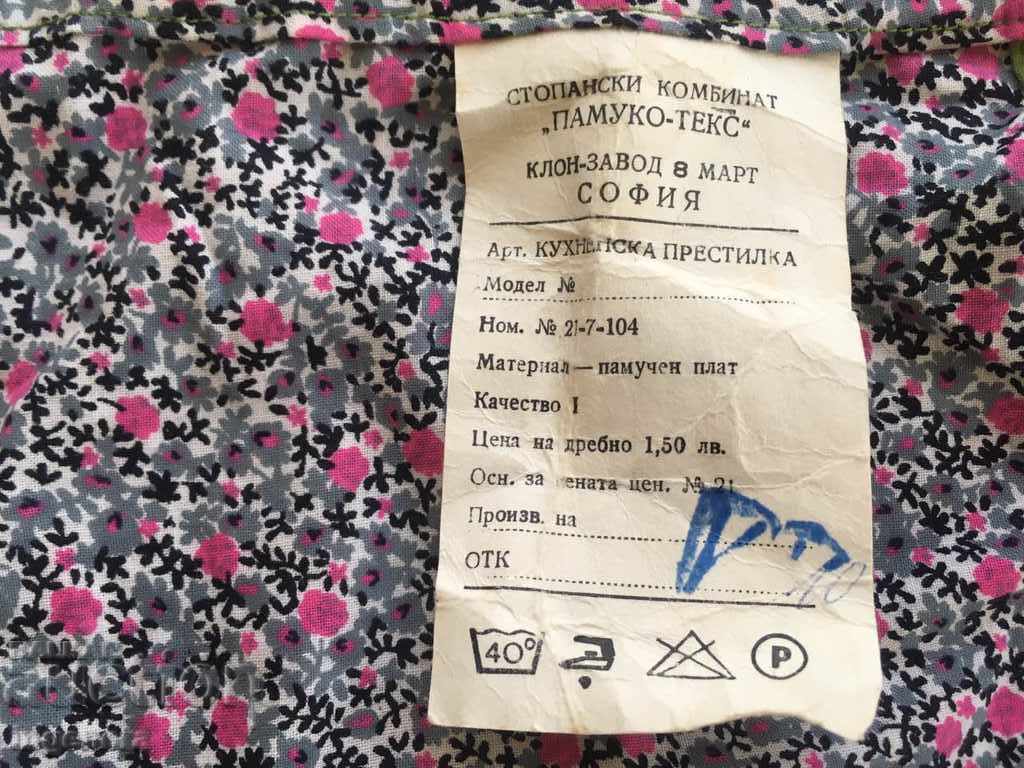 СТОПАНСКИ КОМБИНАТ
„ПАМУКО-ТЕКС“
КЛОН-ЗАВОД 8 МАРТ
СОФИЯ
Арт. КУХНЕНСКА ПРЕСТИЛКА
Модел №
Ном. № 21-7-104
Материал — памучен плат
Качество I
Цена на дребно 1,50 лв.
Осн. за цената цен. № 21
Произв. на
ОТК
40°
P